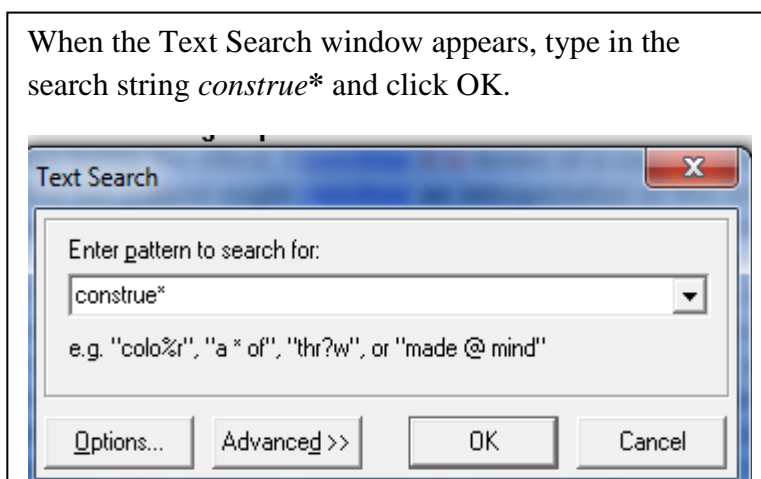 When the Text Search window appears, type in the
search string construe* and click OK.
Text Search
Enter pattern to search for:
construe*
e.g. "colo%r", "a * of", "thr?w", or "made @ mind"
Options... Advanced >> OK Cancel